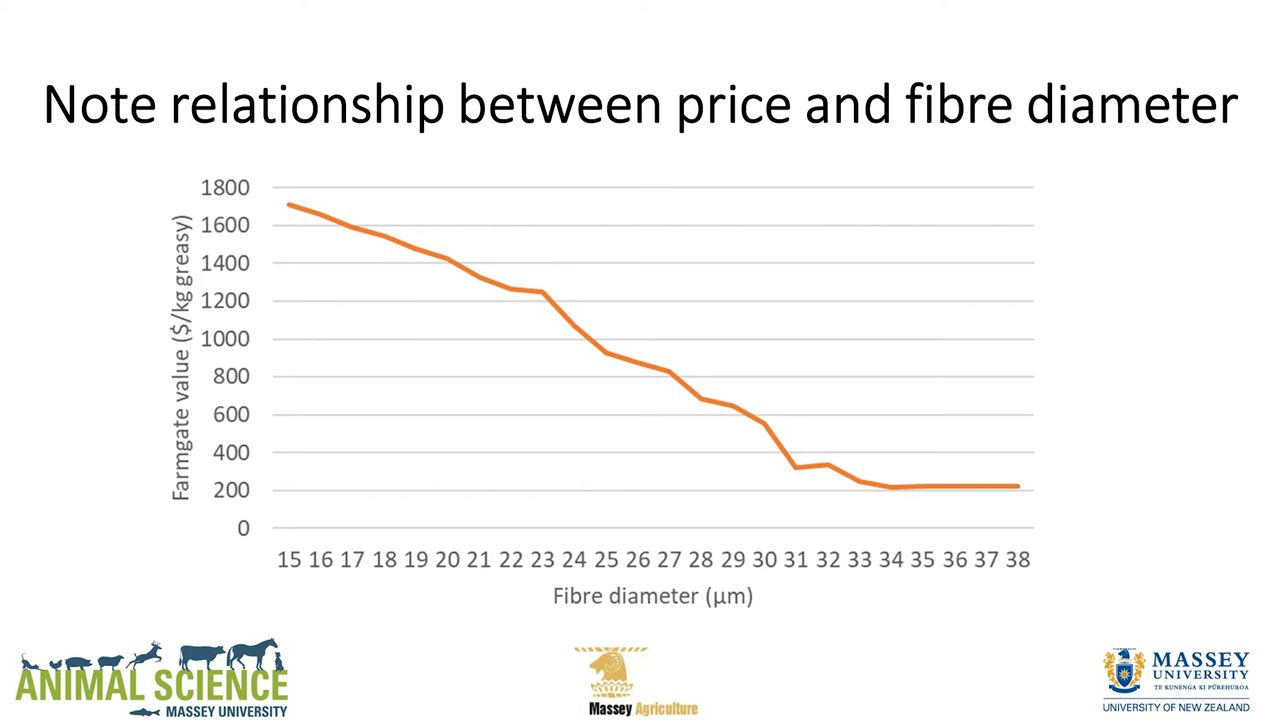 Note relationship between price and fibre diameter
Farmgate value ($/kg greasy)
1800
1600
1400
1200
1000
800
600
400
200
0
15 16 17 18 19 20 21 22 23 24 25 26 27 28 29 30 31 32 33 34 35 36 37 38
Fibre diameter (µm)
ANIMAL SCIENCE
MASSEY UNIVERSITY
Massey Agriculture
MASSEY
UNIVERSITY
TE KUNENGA KI PŪREHUROA
UNIVERSITY OF NEW ZEALAND